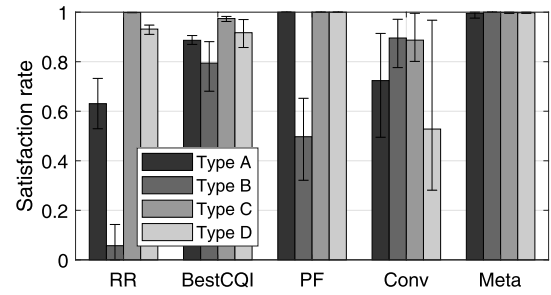 Satisfaction rate
1
0.8
0.6
0.4
0.2
0
Type A
Type B
Type C
Type D
RR BestCQI PF Conv Meta